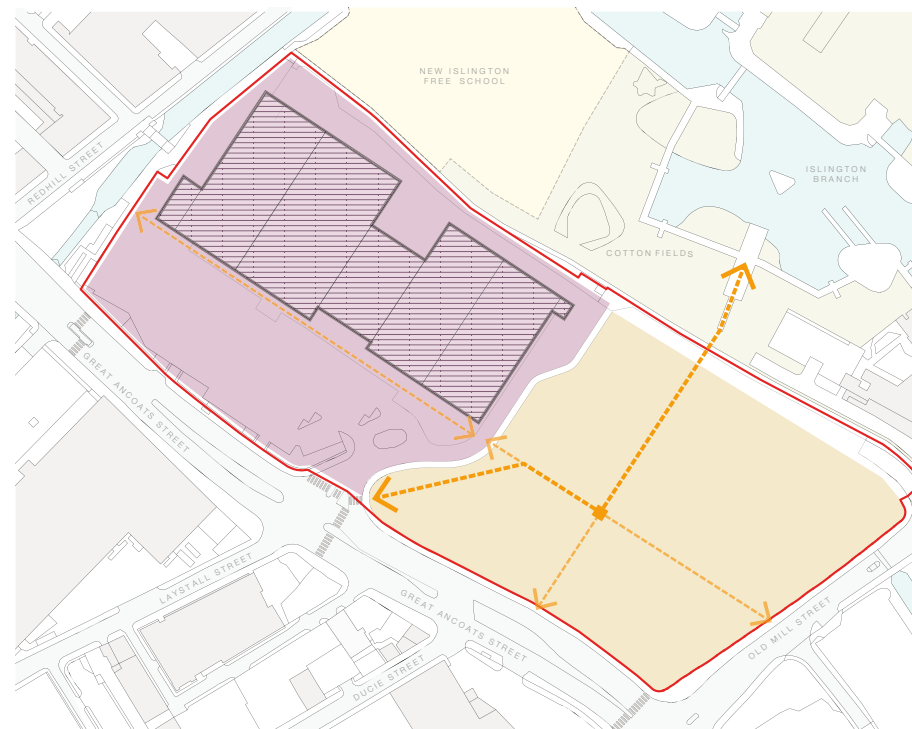 NEW ISLINGTON
FREE SCHOOL
ISLINGTON
BRANCH
REDHILL STREET
COTTON FIELDS
GREAT ANCOATS STREET
LAYSTALL STREET
GREAT ANCOATS STREET
OLD MILL STREET
DUCIE STREET